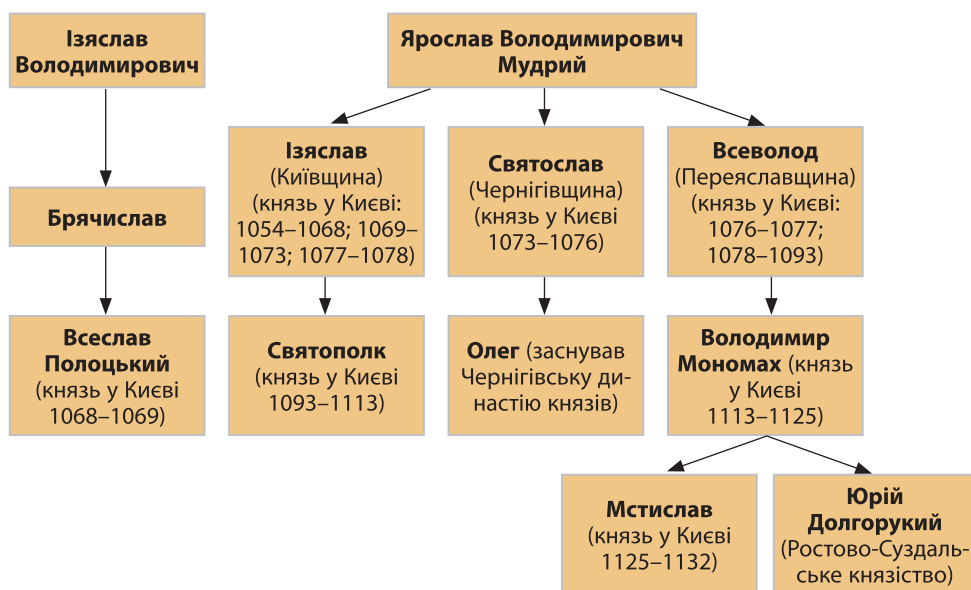 Ізяслав
Володимирович
Ярослав Володимирович
Мудрий
Ізяслав
(Київщина)
(князь у Києві:
1054–1068; 1069–
1073; 1077–1078)
Святослав
(Чернігівщина)
(князь у Києві
1073–1076)
Всеволод
(Переяславщина)
(князь у Києві:
1076–1077;
1078–1093)
Брячислав
Всеслав
Полоцький
(князь у Києві
1068–1069)
Святополк
(князь у Києві
1093–1113)
Олег (заснував
Чернігівську ди-
настію князів)
Володимир
Мономах (князь
у Києві
1113–1125)
Мстислав
(князь у Києві
1125–1132)
Юрій
Долгорукий
(Ростово-Суздаль-
ське князіство)